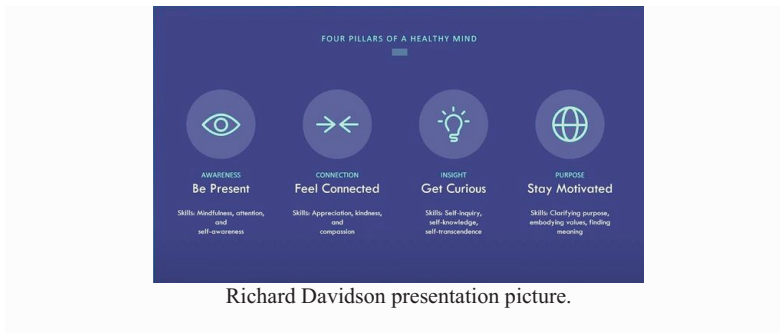 FOUR PILLARS OF A HEALTHY MIND
AWARENESS
Be Present
Skills: Mindfulness, attention,
and
self-awareness
CONNECTION
Feel Connected
Skills: Appreciation, kindness,
and
compassion
INSIGHT
Get Curious
Skills: Self-inquiry,
self-knowledge,
self-transcendence
PURPOSE
Stay Motivated
Skills: Clarifying purpose,
embodying values, finding
meaning
Richard Davidson presentation picture.